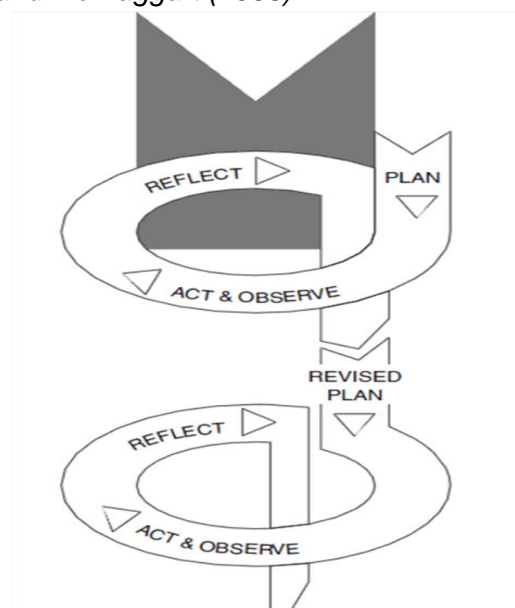 REFLECT
PLAN
ACT & OBSERVE
REVISED
PLAN
REFLECT
ACT & OBSERVE